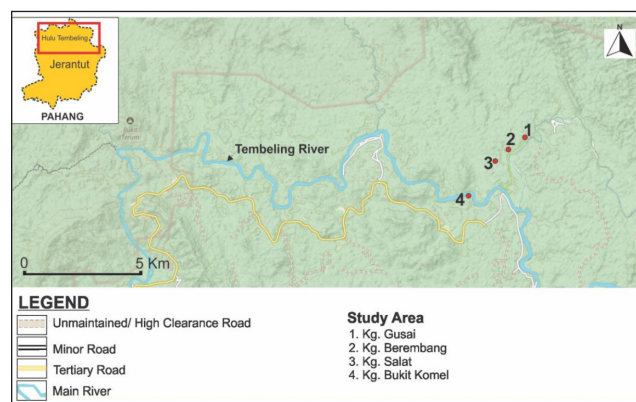 Hulu Tembeling
Jerantut
PAHANG
N
Tembeling River
1
2
3
4
0 5 Km
LEGEND
Unmaintained/ High Clearance Road
Minor Road
Tertiary Road
Main River
Study Area
1. Kg. Gusai
2. Kg. Berembang
3. Kg. Salat
4. Kg. Bukit Komel